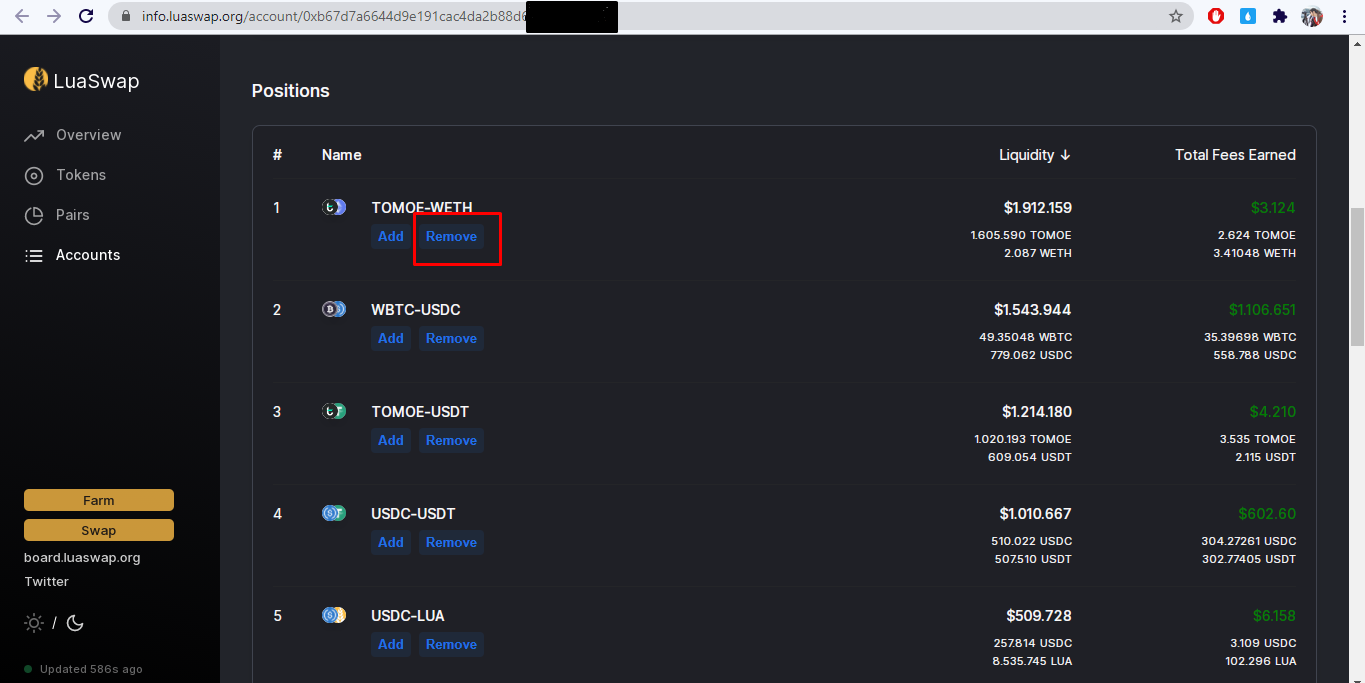 info.luaswap.org/account/0xb67d7a6644d9e191cac4da2b88d6
LuaSwap
Overview
Tokens
Pairs
Accounts
Farm
Swap
board.luaswap.org
Twitter
/
Updated 586s ago
Positions
# Name Liquidity ↓ Total Fees Earned
1 TOMOE-WETH $1.912.159 $3.124
Add Remove 1.605.590 TOMOE 2.624 TOMOE
2.087 WETH 3.41048 WETH
2 WBTC-USDC $1.543.944 $1.106.651
Add Remove 49.35048 WBTC 35.39698 WBTC
779.062 USDC 558.788 USDC
3 TOMOE-USDT $1.214.180 $4.210
Add Remove 1.020.193 TOMOE 3.535 TOMOE
609.054 USDT 2.115 USDT
4 USDC-USDT $1.010.667 $602.60
Add Remove 510.022 USDC 304.27261 USDC
507.510 USDT 302.77405 USDT
5 USDC-LUA $509.728 $6.158
Add Remove 257.814 USDC 3.109 USDC
8.535.745 LUA 102.296 LUA